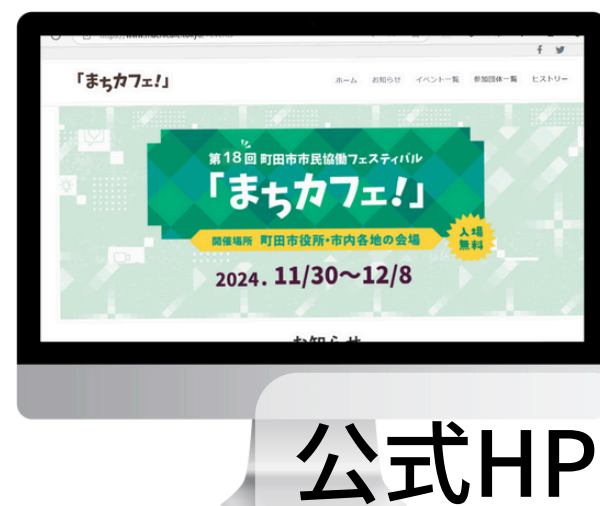 「まちカフェ!」
ホーム お知らせ イベント一覧 参加団体一覧 ヒストリー
第18回 町田市市民協働フェスティバル
「まちカフェ!」
開催場所 町田市役所・市内各地の会場
入場
無料
2024. 11/30〜12/8
公式HP